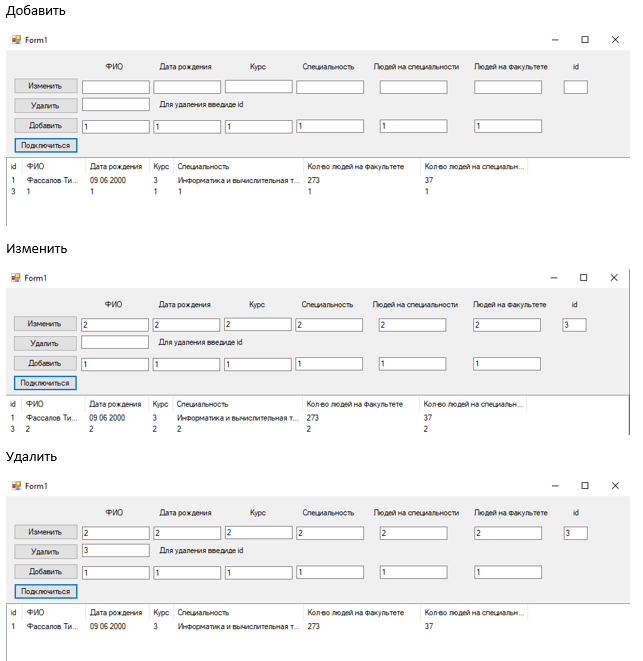 Добавить
Form1
ФИО Дата рождения Курс Специальность Людей на специальности Людей на факультете id
Изменить
Удалить Для удаления введиде id
Добавить 1 1 1 1 1 1
Подключиться
id ФИО Дата рождения Курс Специальность Кол-во людей на факультете Кол-во людей на специальн...
1 Фассалов Ти... 09 06 2000 3 Информатика и вычислительная т... 273 37
3 1 1 1 1 1 1
Изменить
Form1
ФИО Дата рождения Курс Специальность Людей на специальности Людей на факультете id
Изменить 2 2 2 2 2 2 3
Удалить Для удаления введиде id
Добавить 1 1 1 1 1 1
Подключиться
id ФИО Дата рождения Курс Специальность Кол-во людей на факультете Кол-во людей на специальн...
1 Фассалов Ти... 09 06 2000 3 Информатика и вычислительная т... 273 37
3 2 2 2 2 2 2
Удалить
Form1
ФИО Дата рождения Курс Специальность Людей на специальности Людей на факультете id
Изменить 2 2 2 2 2 2 3
Удалить 3 Для удаления введиде id
Добавить 1 1 1 1 1 1
Подключиться
id ФИО Дата рождения Курс Специальность Кол-во людей на факультете Кол-во людей на специальн...
1 Фассалов Ти... 09 06 2000 3 Информатика и вычислительная т... 273 37